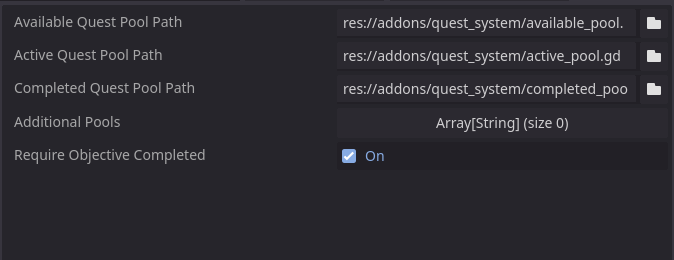 Available Quest Pool Path res://addons/quest_system/available_pool.
Active Quest Pool Path res://addons/quest_system/active_pool.gd
Completed Quest Pool Path res://addons/quest_system/completed_poo
Additional Pools Array[String] (size 0)
Require Objective Completed On